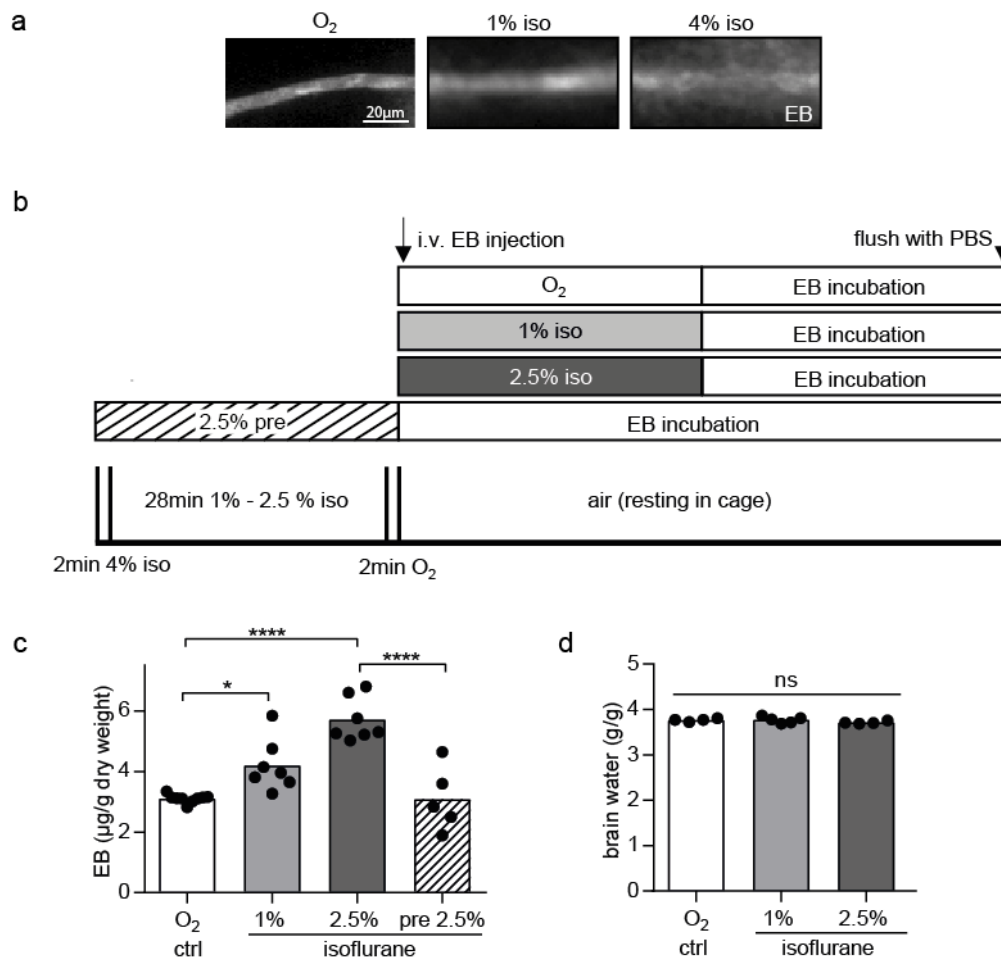 a
O₂
1% iso
4% iso
20µm
EB
b
i.v. EB injection
flush with PBS
O₂
EB incubation
1% iso
EB incubation
2.5% iso
EB incubation
2.5% pre
EB incubation
28min 1% - 2.5 % iso
air (resting in cage)
2min 4% iso
2min O₂
c
****
****
*
EB (µg/g dry weight)
6
4
2
0
O₂
1%
2.5%
pre 2.5%
ctrl
isoflurane
d
ns
brain water (g/g)
5
4
3
2
1
0
O₂
1%
2.5%
ctrl
isoflurane